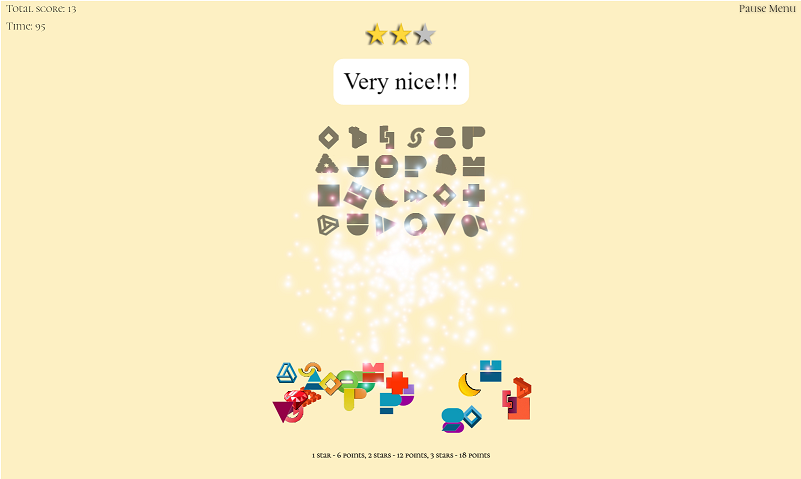 Total score: 13
Pause Menu
Time: 95
Very nice!!!
1 star - 6 points, 2 stars - 12 points, 3 stars - 18 points